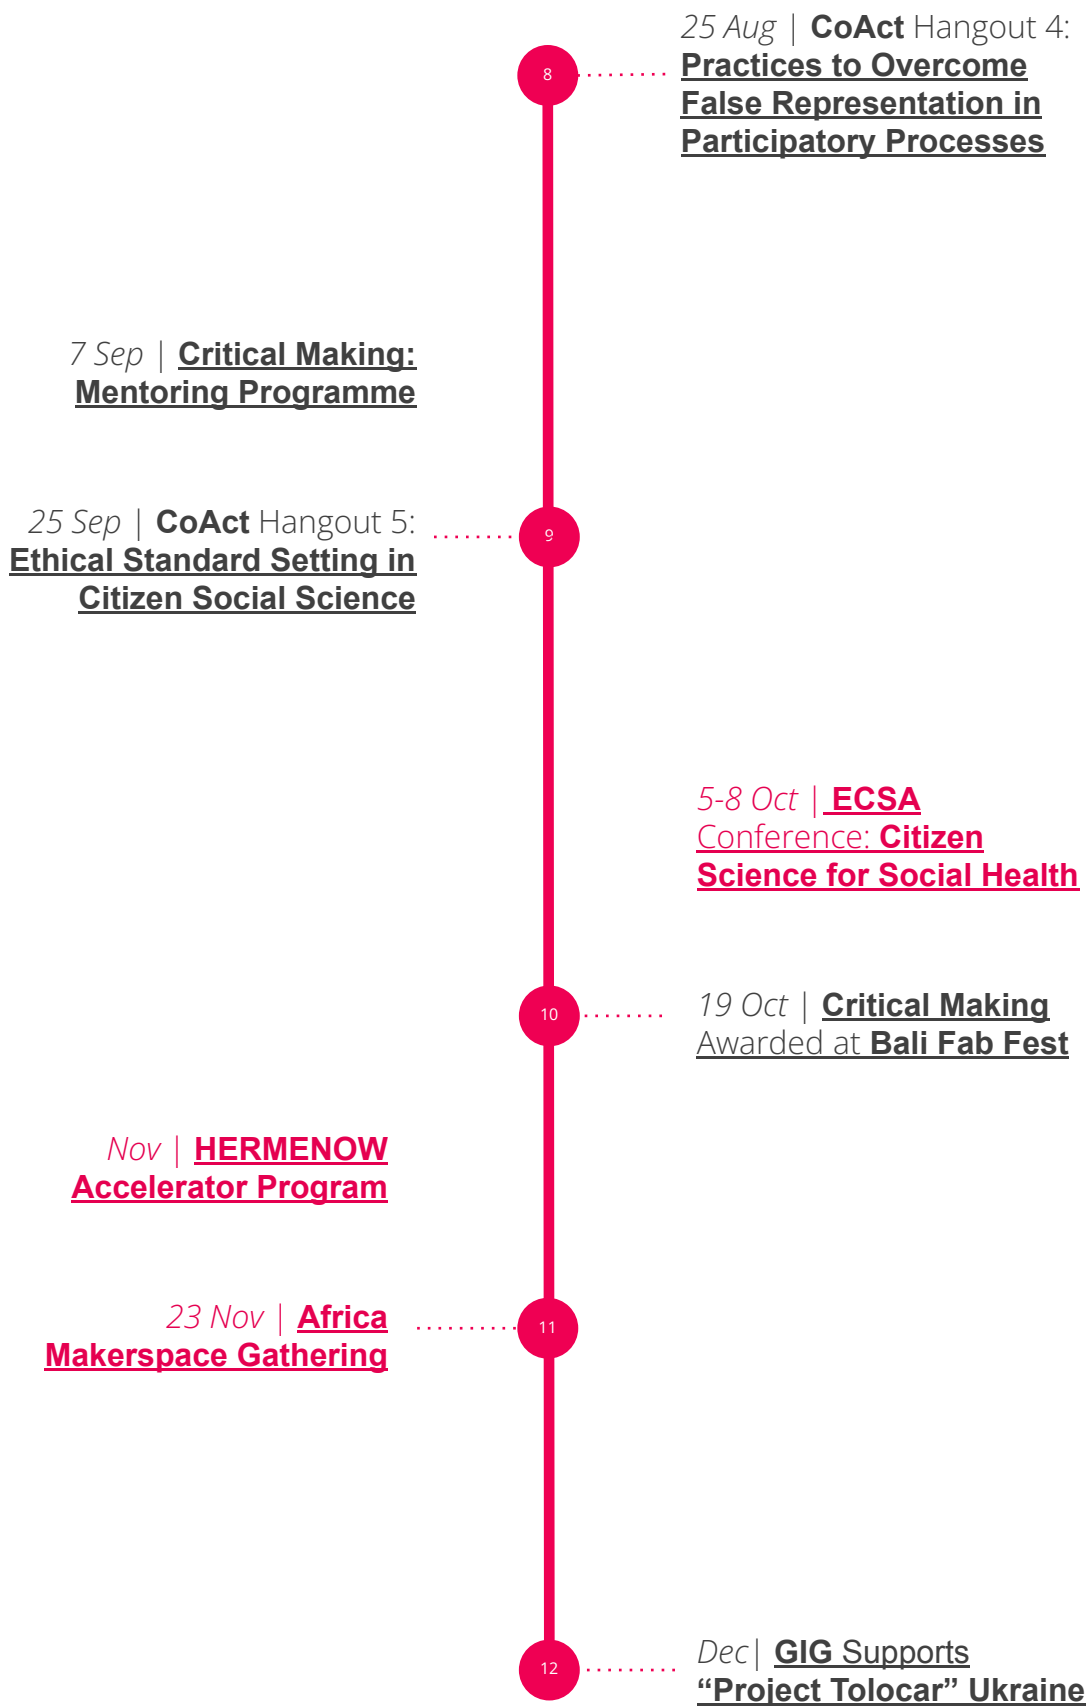 25 Aug | CoAct Hangout 4:
Practices to Overcome
False Representation in
Participatory Processes
8
7 Sep | Critical Making:
Mentoring Programme
25 Sep | CoAct Hangout 5:
Ethical Standard Setting in
Citizen Social Science
9
5-8 Oct | ECSA
Conference: Citizen
Science for Social Health
10
19 Oct | Critical Making
Awarded at Bali Fab Fest
Nov | HERMENOW
Accelerator Program
23 Nov | Africa
Makerspace Gathering
11
12
Dec| GIG Supports
“Project Tolocar” Ukraine